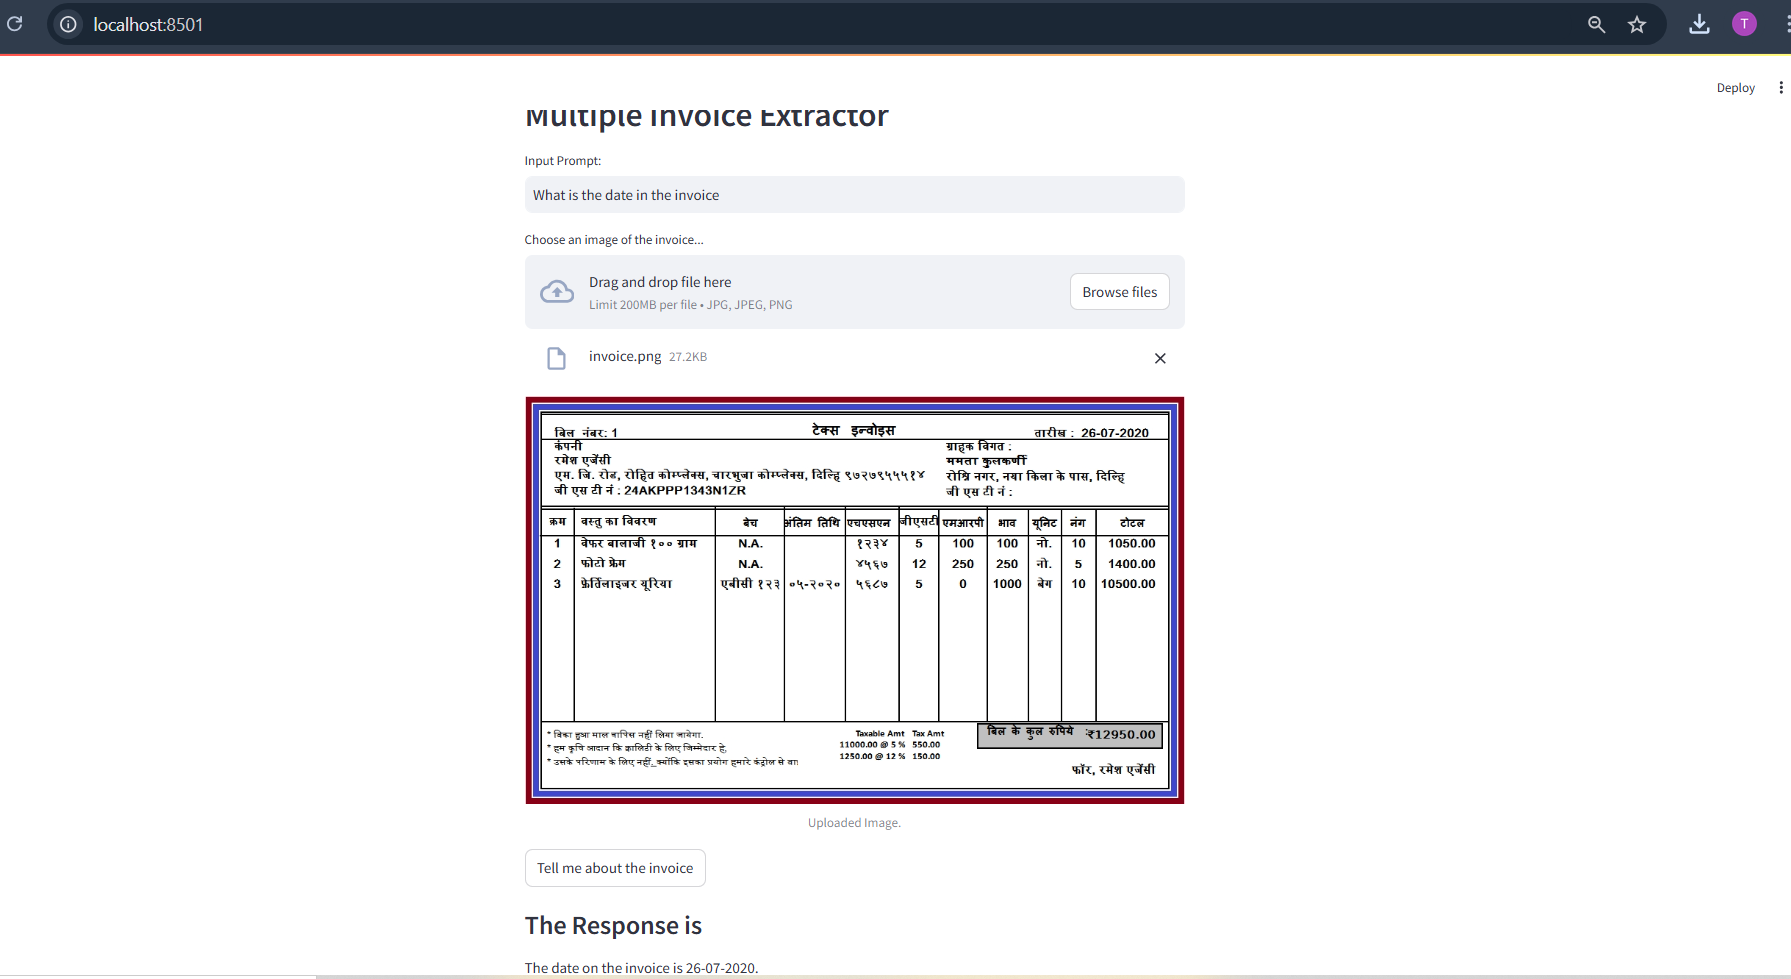 localhost:8501
T
Deploy
Multiple Invoice Extractor
Input Prompt:
What is the date in the invoice
Choose an image of the invoice...
Drag and drop file here
Limit 200MB per file • JPG, JPEG, PNG
Browse files
invoice.png 27.2KB
बिल नंबर: 1 टेक्स इन्वोइस तारीख : 26-07-2020
कंपनी ग्राहक विगत :
रमेश एजेंसी ममता कुलकर्णी
एम. जि. रोड, रोहित कोम्प्लेक्स, चारभुजा कोम्प्लेक्स, दिल्हि ९७२७९५५५१४ रोश्नि नगर, नया किला के पास, दिल्हि
जी एस टी नं : 24AKPPP1343N1ZR जी एस टी नं :
क्रम वस्तु का विवरण बेच अंतिम तिथि एचएसएन जीएसटी एमआरपी भाव यूनिट नंग टोटल
1 वेफर बालाजी १०० ग्राम N.A. १२३४ 5 100 100 नो. 10 1050.00
2 फोटो फ्रेम N.A. ४५६७ 12 250 250 नो. 5 1400.00
3 फ़ेर्तिलाइजर यूरिया एबीसी १२३ ०५-२०२० ५६८७ 5 0 1000 बेग 10 10500.00
* बिका हुआ माल वापिस नहीं लिया जायेगा. Taxable Amt Tax Amt बिल के कुल रुपिये :₹12950.00
* हम कृषि आदान कि क्वालिटी के लिए जिम्मेदार हे, 11000.00 @ 5 % 550.00
* उसके परिणाम के लिए नहीं, क्योंकि इसका प्रयोग हमारे कंट्रोल से बा 1250.00 @ 12 % 150.00
फॉर, रमेश एजेंसी
Uploaded Image.
Tell me about the invoice
The Response is
The date on the invoice is 26-07-2020.